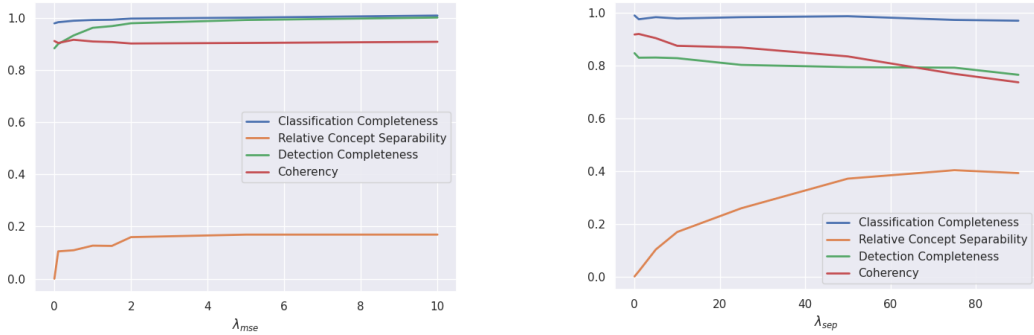 1.0
0.8
0.6
0.4
0.2
0.0
Classification Completeness
Relative Concept Separability
Detection Completeness
Coherency
0 2 4 6 8 10
λmse
1.0
0.8
0.6
0.4
0.2
0.0
Classification Completeness
Relative Concept Separability
Detection Completeness
Coherency
0 20 40 60 80
λsep